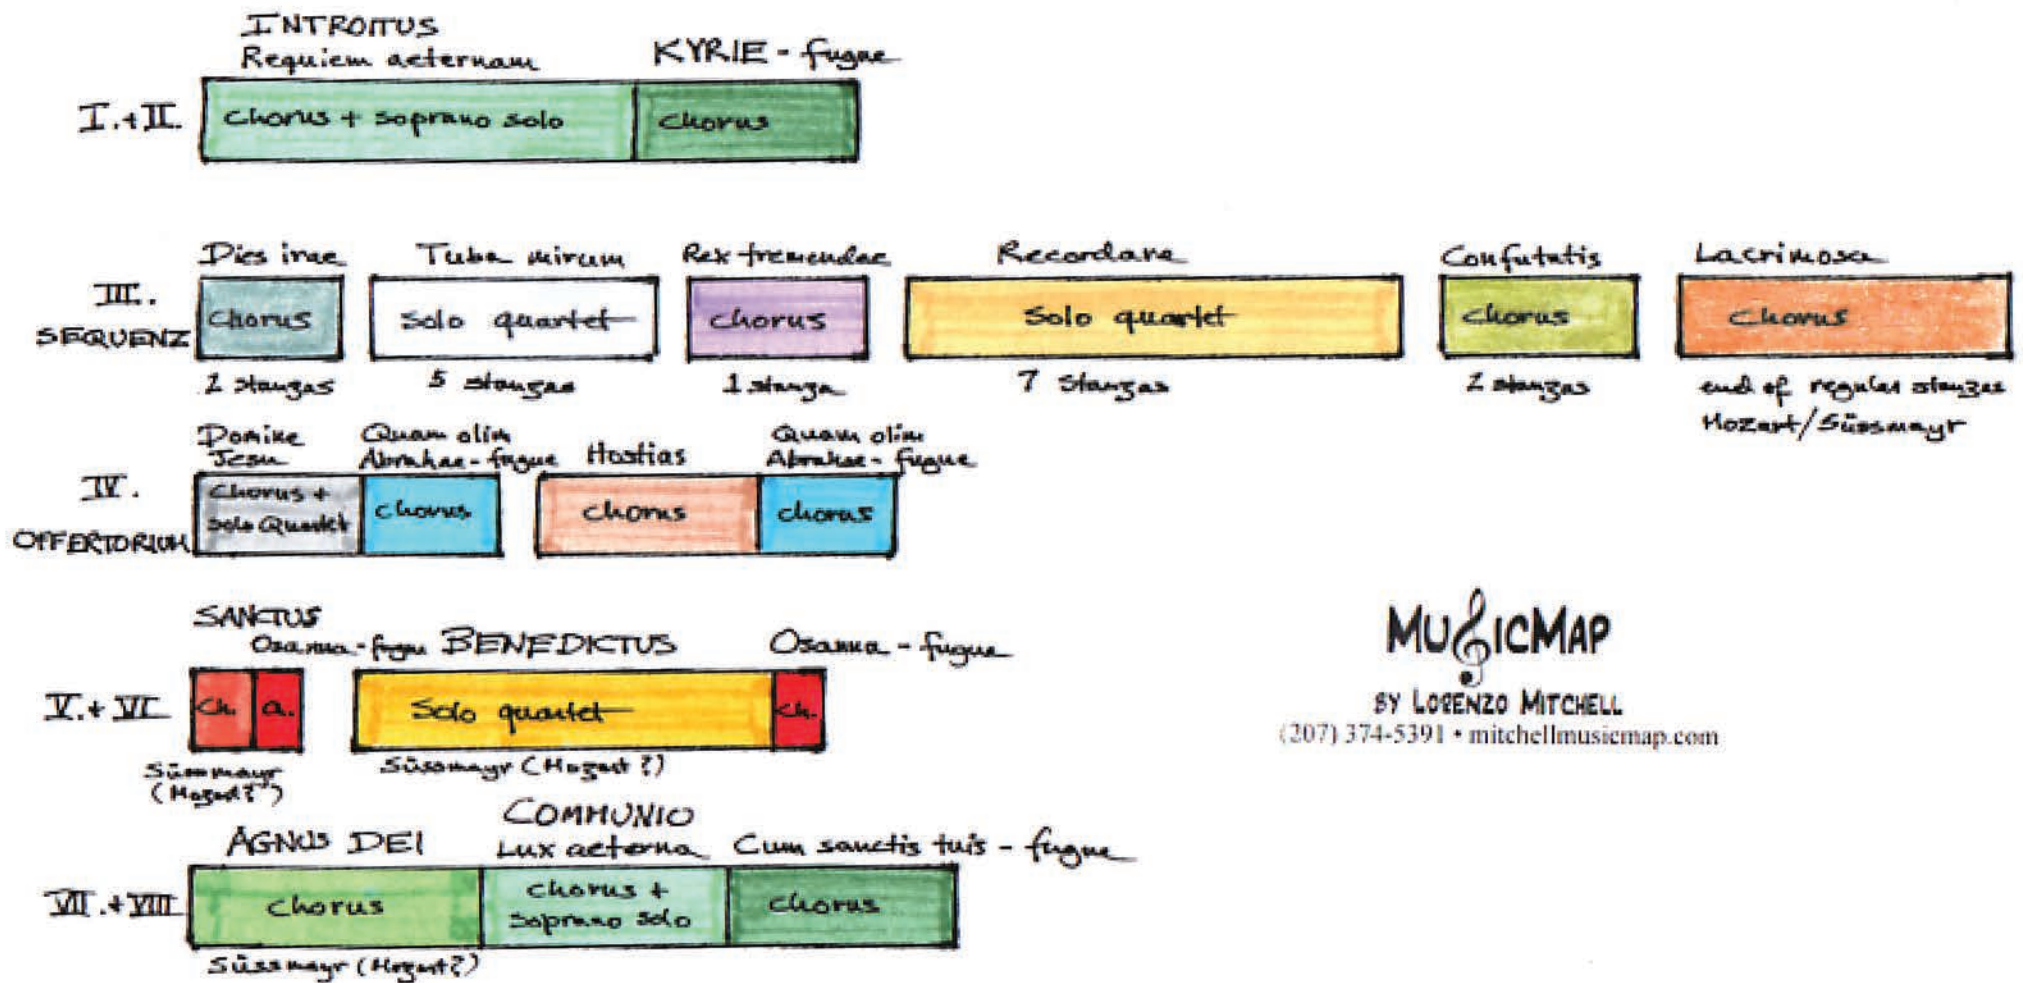 INTROITUS
Requiem aeternam
KYRIE - fugue
I.+II.
Chorus + soprano solo
Chorus
Dies irae
Tuba mirum
Rex tremendae
Recordare
Confutatis
Lacrimosa
III.
SEQUENZ
Chorus
Solo quartet
Chorus
Solo quartet
Chorus
Chorus
2 stanzas
5 stanzas
1 stanza
7 Stanzas
2 stanzas
end of regular stanzas
Mozart/Süssmayr
Domine
Jesu
Quam olim
Abrahae - fugue
Hostias
Quam olim
Abrahae - fugue
IV.
OFFERTORIUM
Chorus +
Solo Quartet
chorus
chorus
chorus
SANCTUS
Osanna - fugue
BENEDICTUS
Osanna - fugue
V.+ VI
Ch.
a.
Solo quartet
Ch.
Süssmayr
(Mozart?)
Süssmayr (Mozart?)
MUSICMAP
BY LORENZO MITCHELL
(207) 374-5391 • mitchellmusicmap.com
AGNUS DEI
COMMUNIO
Lux aeterna
Cum sanctis tuis - fugue
VII.+VIII
Chorus
Chorus +
Soprano solo
Chorus
Süssmayr (Mozart?)